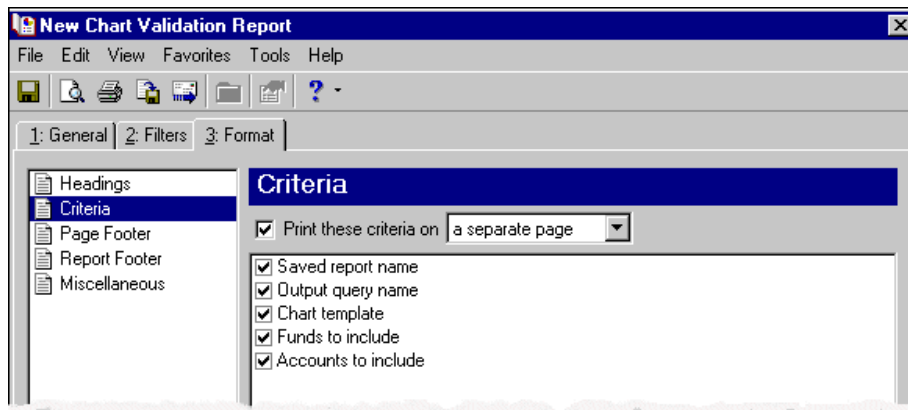 New Chart Validation Report
File Edit View Favorites Tools Help
1: General 2: Filters 3: Format
Headings
Criteria
Page Footer
Report Footer
Miscellaneous
Criteria
Print these criteria on a separate page
Saved report name
Output query name
Chart template
Funds to include
Accounts to include